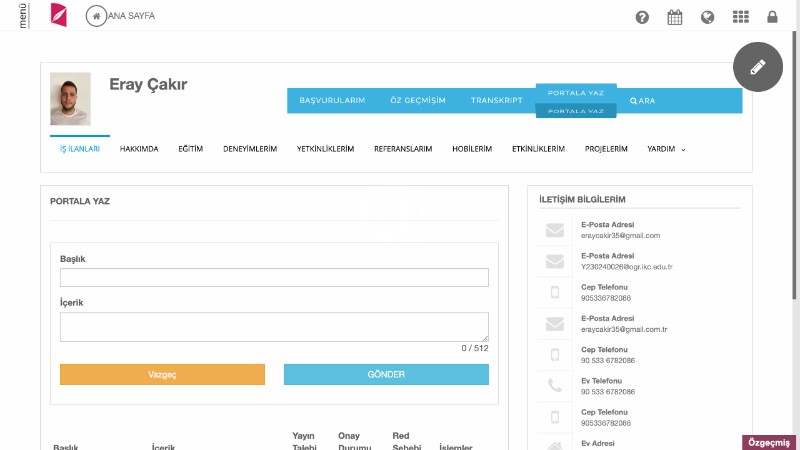 menü
ANA SAYFA
Eray Çakır
BAŞVURULARIM ÖZ GEÇMİŞİM TRANSKRIPT PORTALA YAZ ARA
PORTALA YAZ
İŞ İLANLARI HAKKIMDA EĞİTİM DENEYİMLERİM YETKİNLİKLERİM REFERANSLARIM HOBİLERİM ETKİNLİKLERİM PROJELERİM YARDIM
PORTALA YAZ
Başlık
İçerik
0 / 512
Vazgeç GÖNDER
Başlık İçerik Yayın Talebi Onay Durumu Red Sebebi İşlemler
İLETİŞİM BİLGİLERİM
E-Posta Adresi
eraycakir35@gmail.com
E-Posta Adresi
Y230240026@ogr.ikc.edu.tr
Cep Telefonu
905336782086
E-Posta Adresi
eraycakir35@gmail.com.tr
Cep Telefonu
90 533 6782086
Ev Telefonu
90 533 6782086
Cep Telefonu
905336782086
Ev Adresi
Özgeçmiş